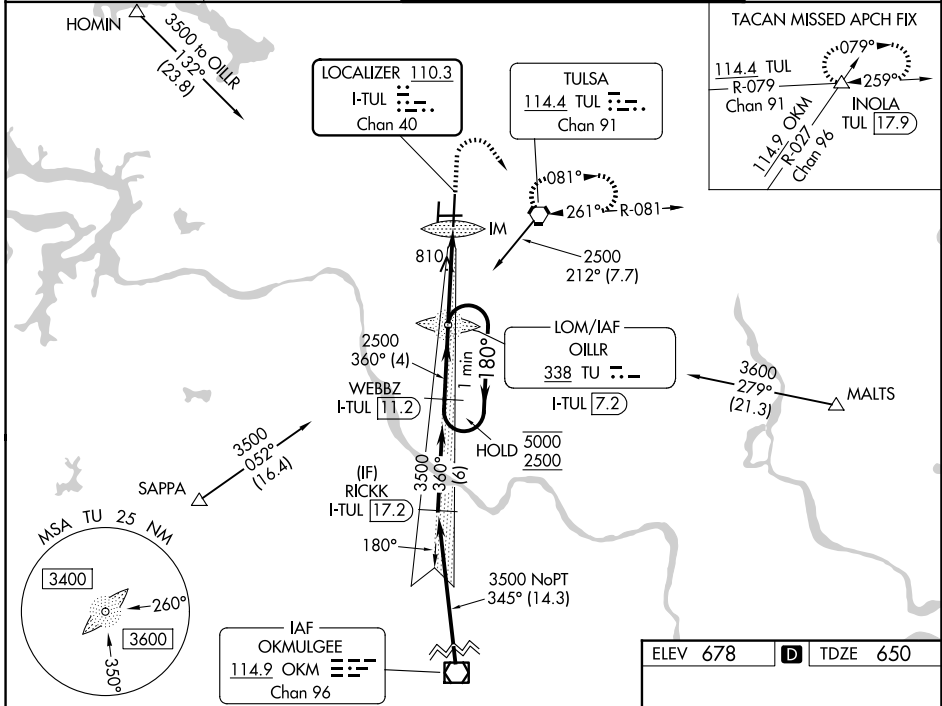 HOMIN
3500 to OILLR
132°
(23.8)
LOCALIZER 110.3
I-TUL
Chan 40
TULSA
114.4 TUL
Chan 91
TACAN MISSED APCH FIX
079°
114.4 TUL
R-079
Chan 91
259°
INOLA
TUL 17.9
114.9 OKM
R-027
Chan 96
081°
261°
R-081
IM
810
2500
212° (7.7)
LOM/IAF
OILLR
338 TU
I-TUL 7.2
2500
360° (4)
1 min
180°
WEBBZ
I-TUL 11.2
3600
279°
(21.3)
MALTS
HOLD
5000
2500
3500
052°
(16.4)
SAPPA
(IF)
RICKK
I-TUL 17.2
3500
360°
(6)
180°
MSA TU 25 NM
3400
260°
3600
350°
3500 NoPT
345° (14.3)
IAF
OKMULGEE
114.9 OKM
Chan 96
ELEV 678
D
TDZE 650